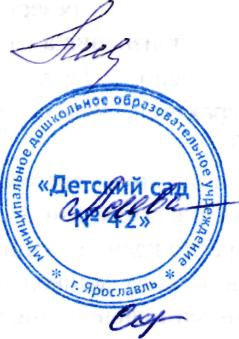 муниципальное дошкольное образовательное учреждение
«Детский сад
№ 42»
г. Ярославль